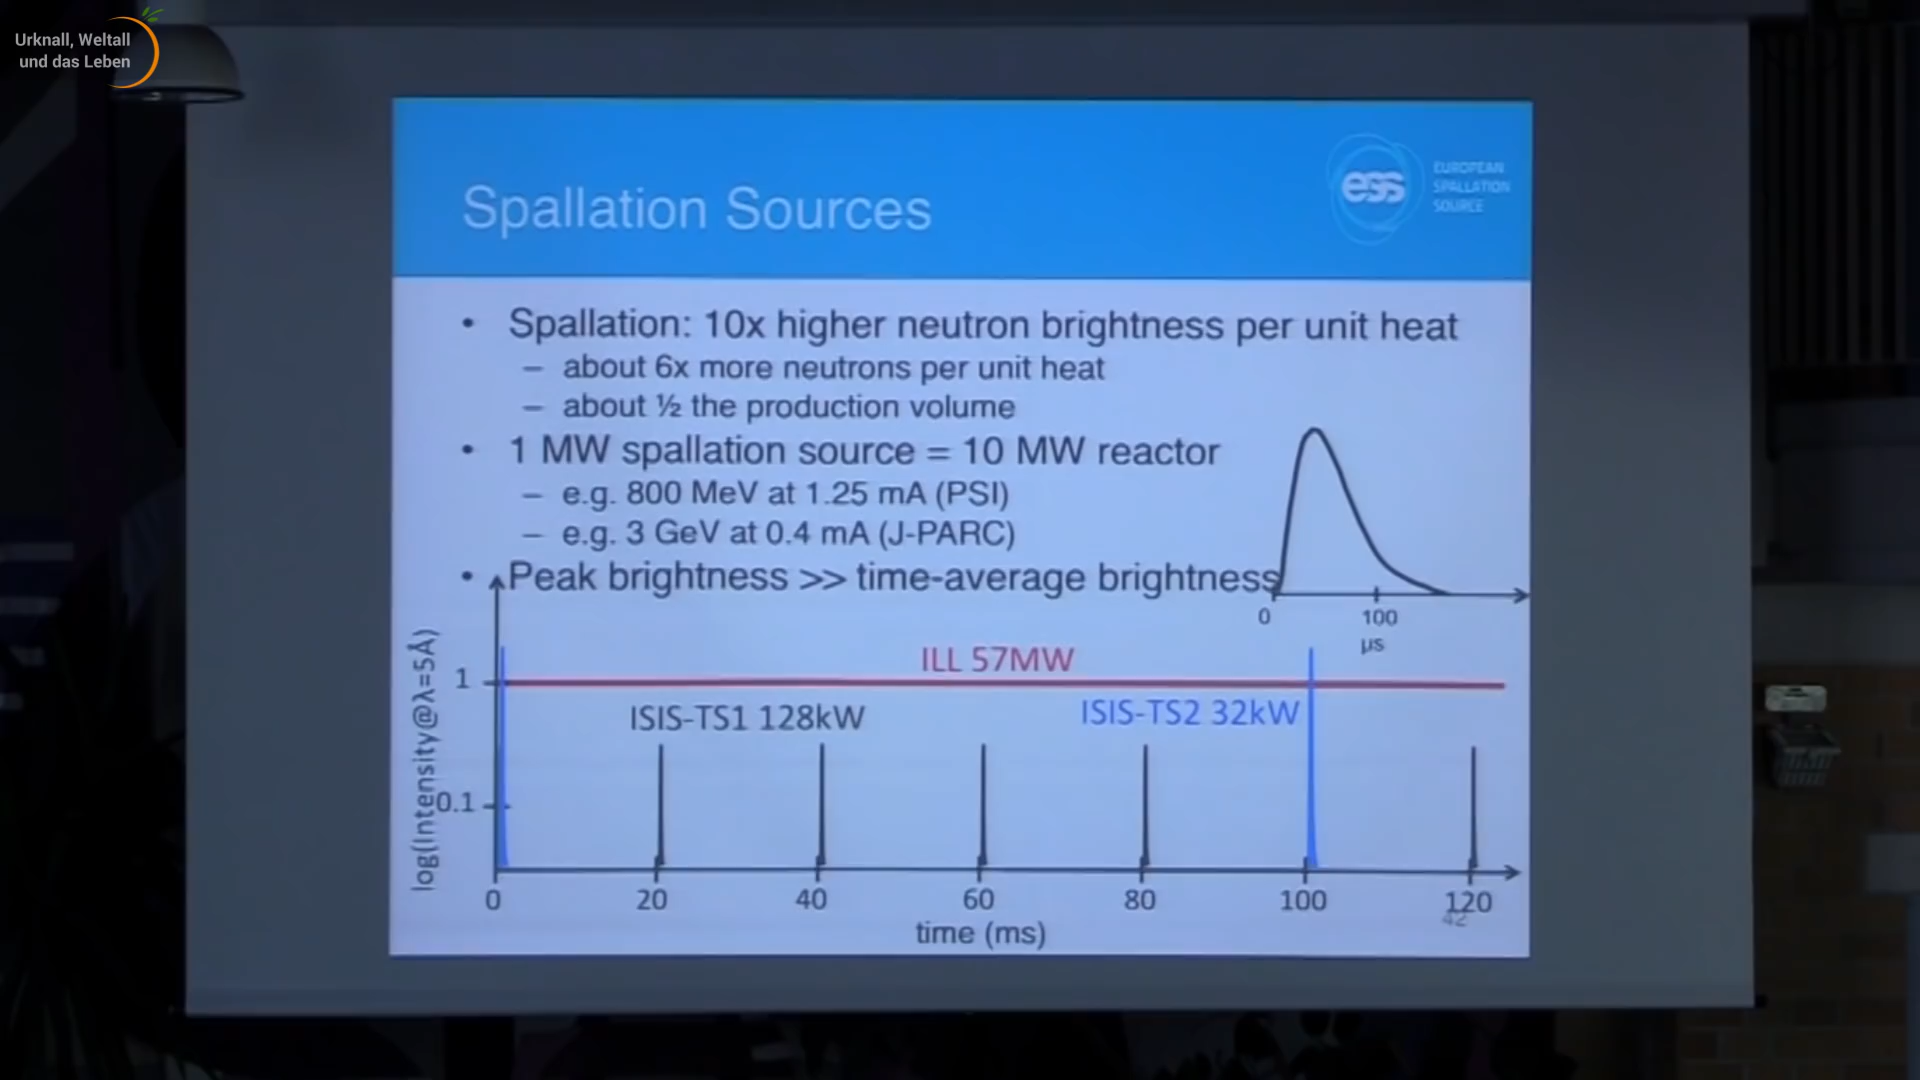 Urknall, Weltall
und das Leben
Spallation Sources
ess
EUROPEAN
SPALLATION
SOURCE
• Spallation: 10x higher neutron brightness per unit heat
– about 6x more neutrons per unit heat
– about ½ the production volume
• 1 MW spallation source = 10 MW reactor
– e.g. 800 MeV at 1.25 mA (PSI)
– e.g. 3 GeV at 0.4 mA (J-PARC)
• Peak brightness >> time-average brightness
0
100
µs
log(Intensity@λ=5Å)
1
0.1
ILL 57MW
ISIS-TS1 128kW
ISIS-TS2 32kW
0 20 40 60 80 100 120
42
time (ms)